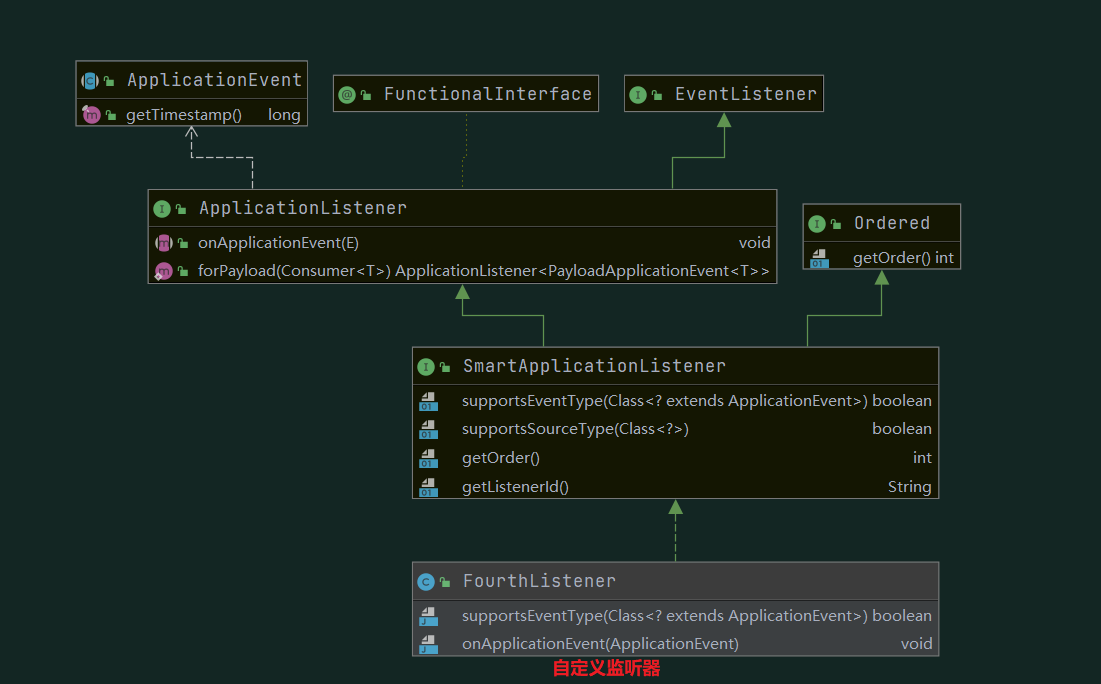 ApplicationEvent
getTimestamp() long
FunctionalInterface
EventListener
ApplicationListener
onApplicationEvent(E) void
forPayload(Consumer<T>) ApplicationListener<PayloadApplicationEvent<T>>
Ordered
getOrder() int
SmartApplicationListener
supportsEventType(Class<? extends ApplicationEvent>) boolean
supportsSourceType(Class<?>) boolean
getOrder() int
getListenerId() String
FourthListener
supportsEventType(Class<? extends ApplicationEvent>) boolean
onApplicationEvent(ApplicationEvent) void
自定义监听器